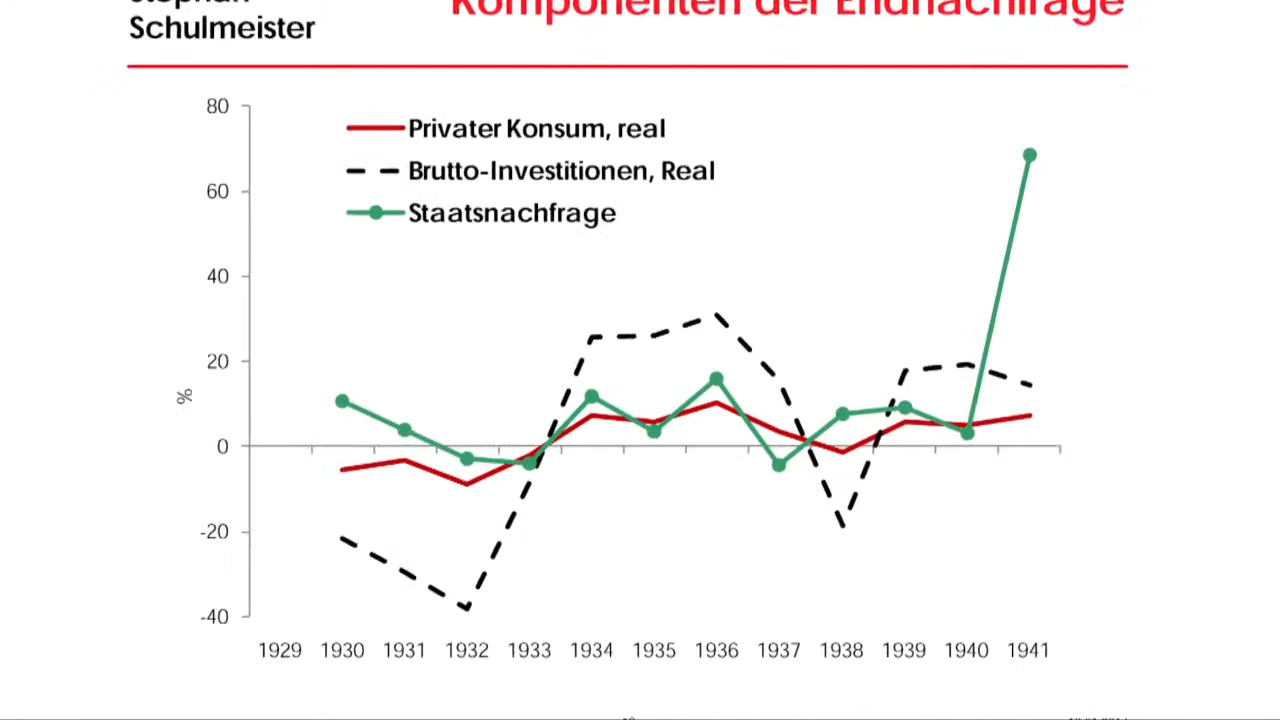 Stephan
Schulmeister
Komponenten der Endnachfrage
80
Privater Konsum, real
Brutto-Investitionen, Real
60
Staatsnachfrage
40
20
%
0
-20
-40
1929 1930 1931 1932 1933 1934 1935 1936 1937 1938 1939 1940 1941